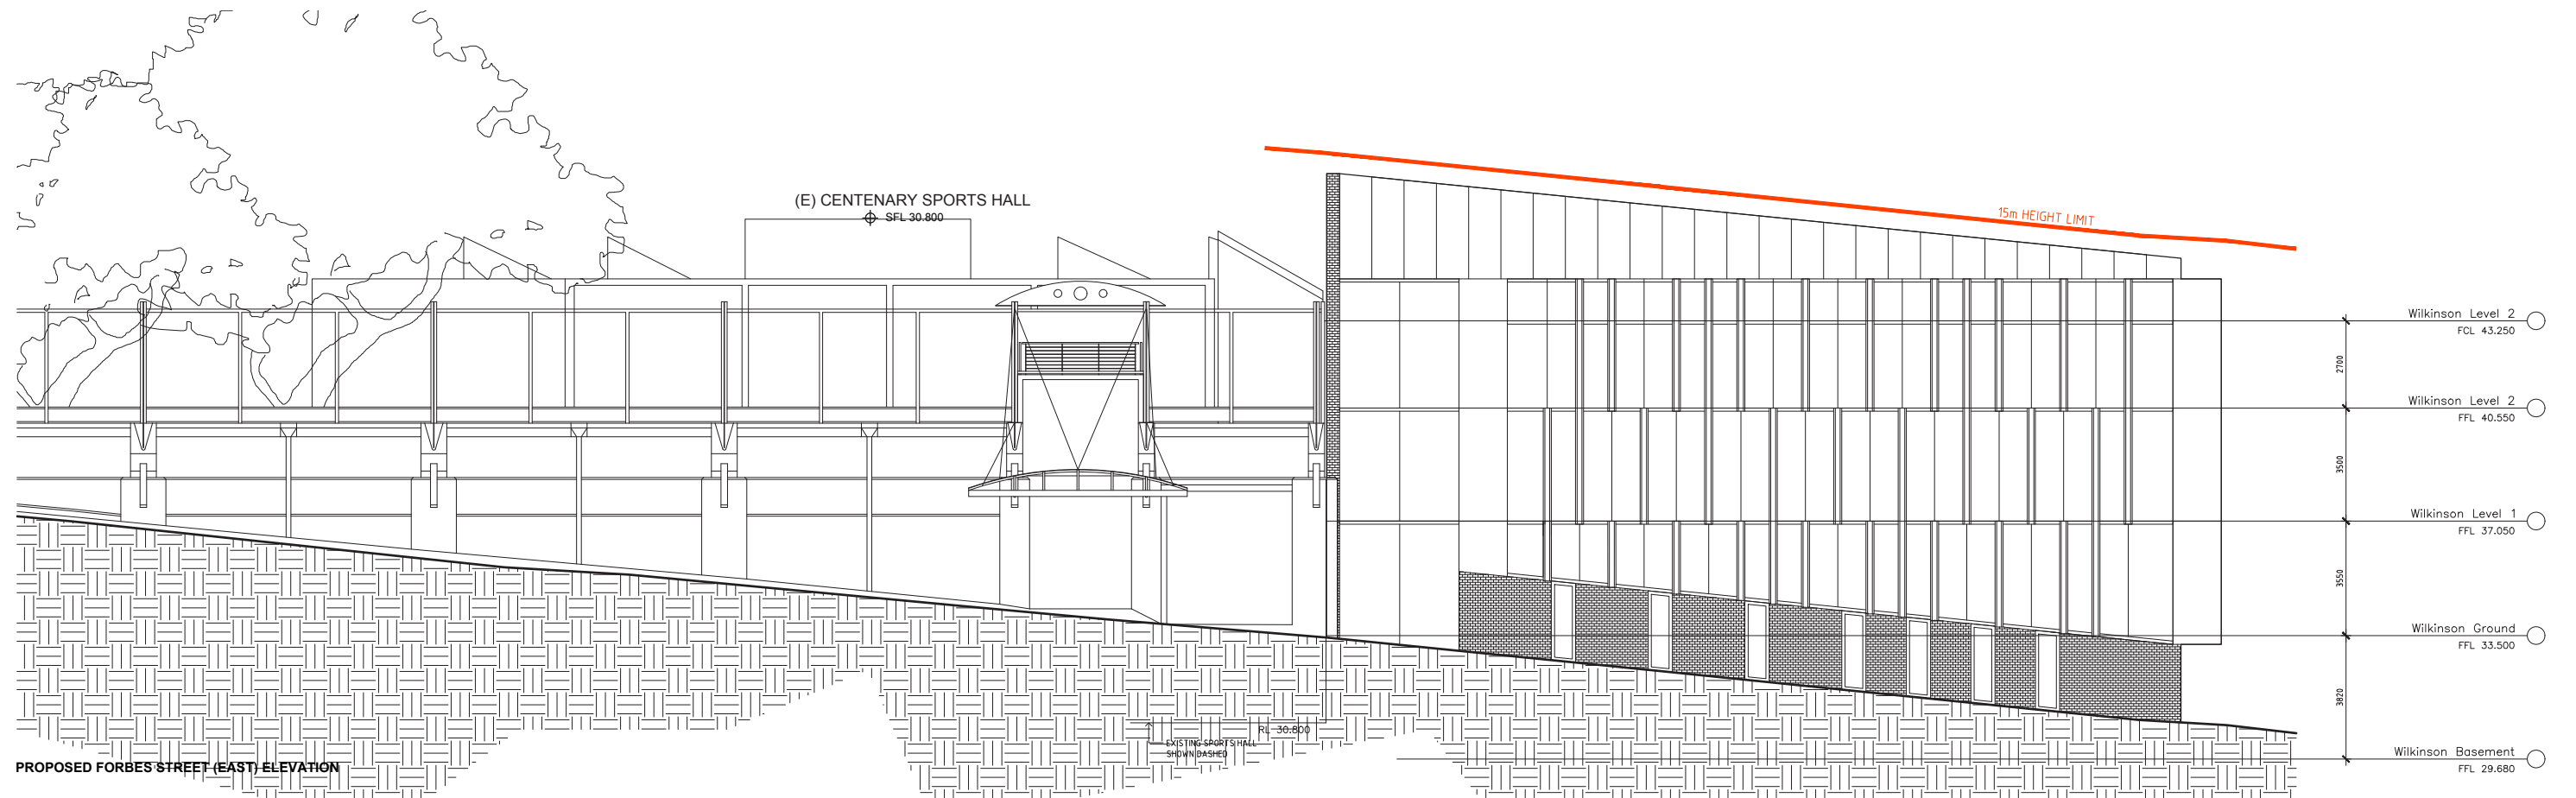 (E) CENTENARY SPORTS HALL
SFL 30.800
15m HEIGHT LIMIT
Wilkinson Level 2
FCL 43.250
2700
Wilkinson Level 2
FFL 40.550
3500
Wilkinson Level 1
FFL 37.050
3550
Wilkinson Ground
FFL 33.500
3820
RL 30.800
EXISTING SPORTS HALL
SHOWN DASHED
Wilkinson Basement
FFL 29.680
PROPOSED FORBES STREET (EAST) ELEVATION